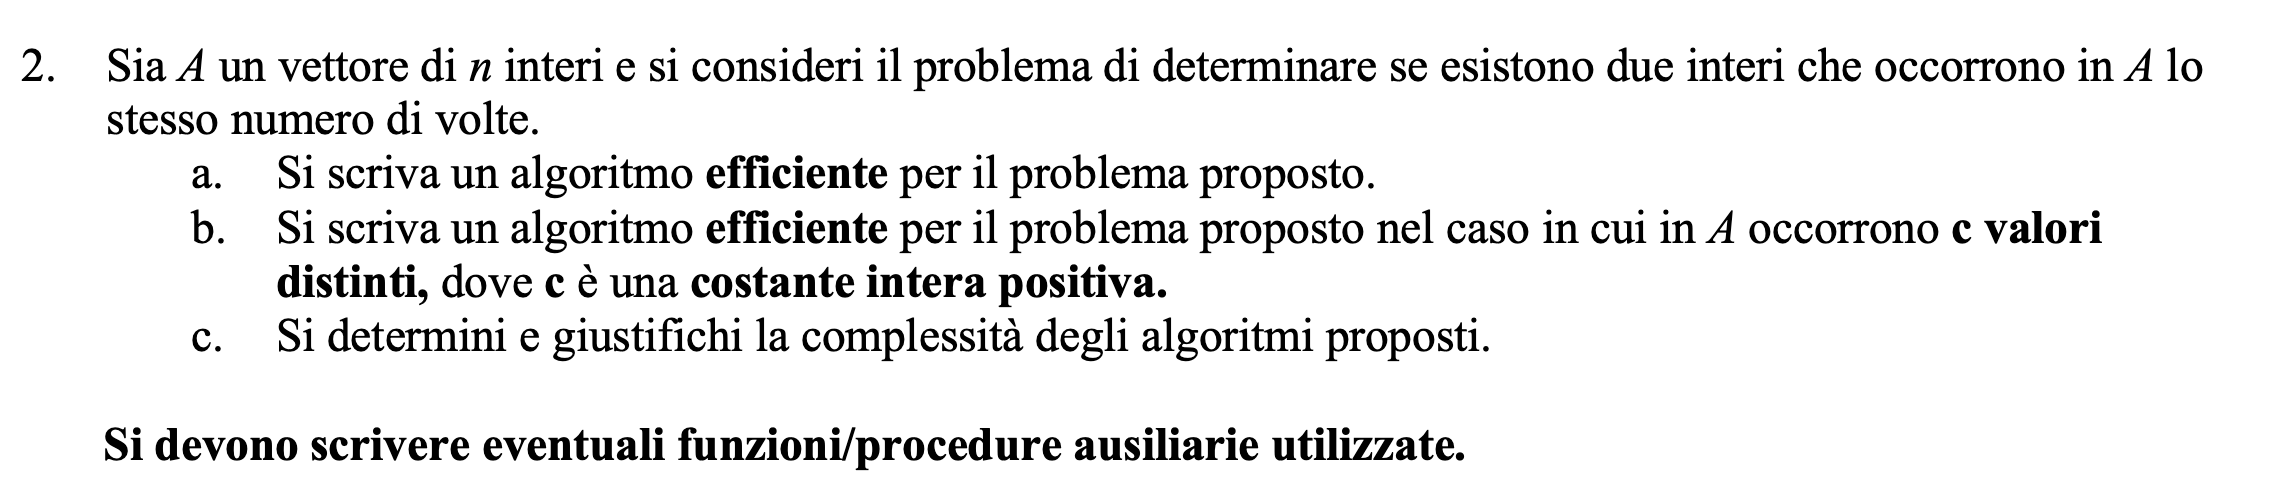 2. Sia A un vettore di n interi e si consideri il problema di determinare se esistono due interi che occorrono in A lo
stesso numero di volte.
a. Si scriva un algoritmo efficiente per il problema proposto.
b. Si scriva un algoritmo efficiente per il problema proposto nel caso in cui in A occorrono c valori
distinti, dove c è una costante intera positiva.
c. Si determini e giustifichi la complessità degli algoritmi proposti.
Si devono scrivere eventuali funzioni/procedure ausiliarie utilizzate.